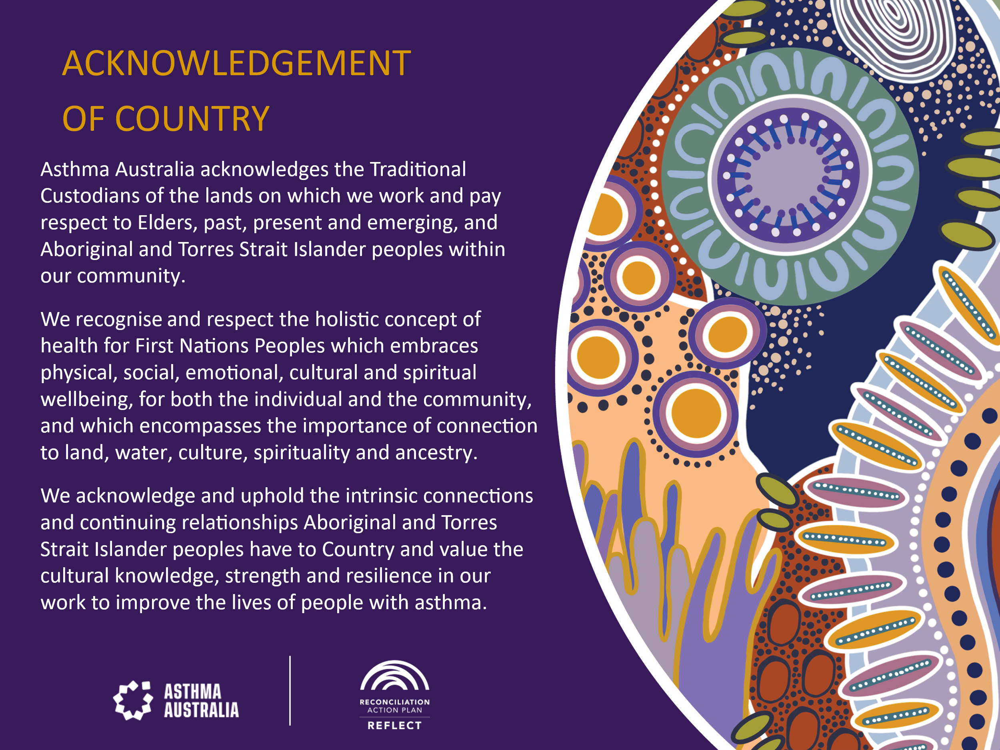 ACKNOWLEDGEMENT
OF COUNTRY
Asthma Australia acknowledges the Traditional
Custodians of the lands on which we work and pay
respect to Elders, past, present and emerging, and
Aboriginal and Torres Strait Islander peoples within
our community.
We recognise and respect the holistic concept of
health for First Nations Peoples which embraces
physical, social, emotional, cultural and spiritual
wellbeing, for both the individual and the community,
and which encompasses the importance of connection
to land, water, culture, spirituality and ancestry.
We acknowledge and uphold the intrinsic connections
and continuing relationships Aboriginal and Torres
Strait Islander peoples have to Country and value the
cultural knowledge, strength and resilience in our
work to improve the lives of people with asthma.
ASTHMA
AUSTRALIA
RECONCILIATION
ACTION PLAN
REFLECT